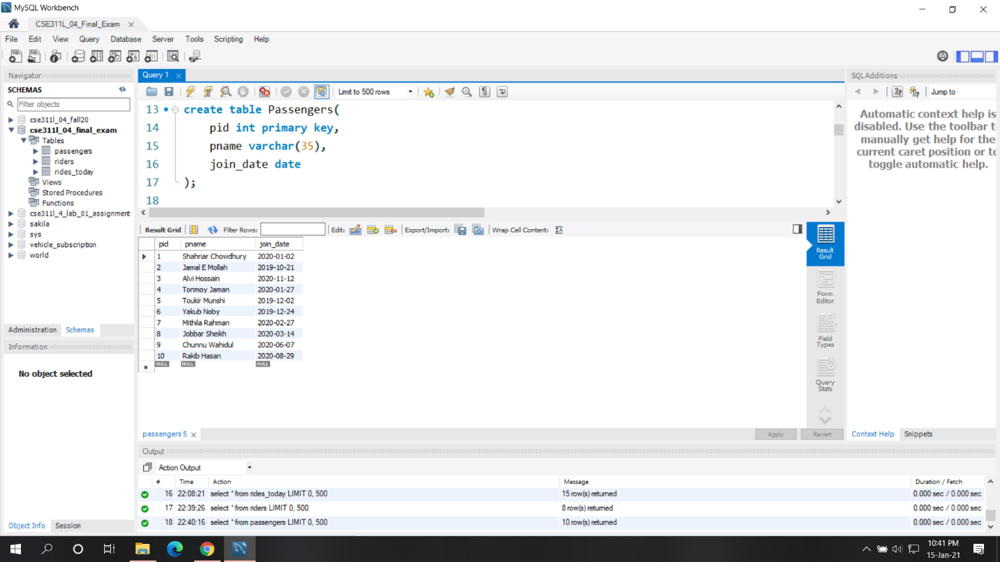 MySQL Workbench
CSE311L_04_Final_Exam
File Edit View Query Database Server Tools Scripting Help
Navigator
SCHEMAS
Filter objects
cse311l_04_fall20
cse311l_04_final_exam
Tables
passengers
riders
rides_today
Views
Stored Procedures
Functions
cse311l_4_lab_01_assignment
sakila
sys
vehicle_subscription
world
Administration Schemas
Information
No object selected
Object Info Session
Query 1
Limit to 500 rows
13 create table Passengers(
14 pid int primary key,
15 pname varchar(35),
16 join_date date
17 );
18
Result Grid Filter Rows: Edit: Export/Import: Wrap Cell Content:
pid pname join_date
1 Shahriar Chowdhury 2020-01-02
2 Jamal E Mollah 2019-10-21
3 Alvi Hossain 2020-11-12
4 Tonmoy Jaman 2020-01-27
5 Toukir Munshi 2019-12-02
6 Yakub Noby 2019-12-24
7 Mithila Rahman 2020-02-27
8 Jobbar Sheikh 2020-03-14
9 Chunnu Wahidul 2020-06-07
10 Rakib Hasan 2020-08-29
NULL NULL NULL
Result
Grid
Form
Editor
Field
Types
Query
Stats
passengers 5
Apply Revert
SQLAdditions
Jump to
Automatic context help is
disabled. Use the toolbar t
manually get help for the
current caret position or to
toggle automatic help.
Context Help Snippets
Output
Action Output
# Time Action Message Duration / Fetch
16 22:08:21 select * from rides_today LIMIT 0, 500 15 row(s) returned 0.000 sec / 0.000 sec
17 22:39:26 select * from riders LIMIT 0, 500 8 row(s) returned 0.000 sec / 0.000 sec
18 22:40:16 select * from passengers LIMIT 0, 500 10 row(s) returned 0.000 sec / 0.000 sec
10:41 PM
15-Jan-21